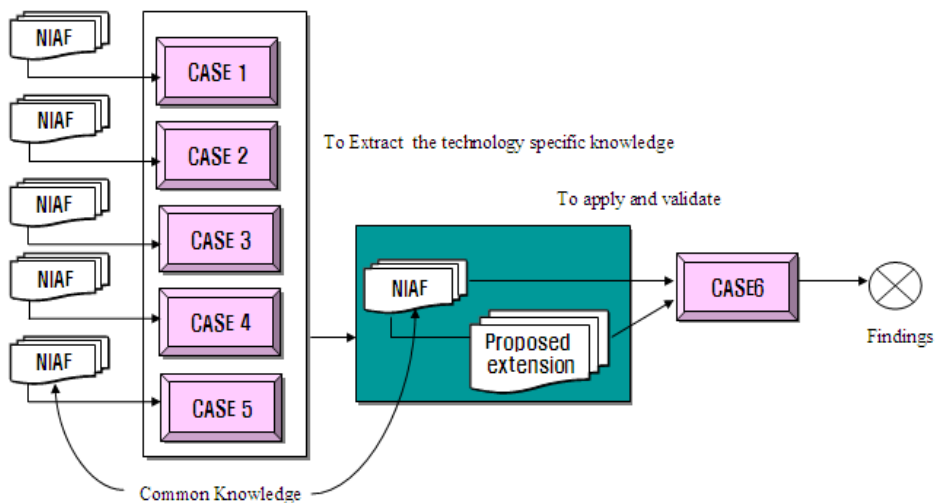 NIAF
CASE 1
NIAF
CASE 2
To Extract the technology specific knowledge
NIAF
CASE 3
To apply and validate
NIAF
CASE 4
NIAF
CASE6
Proposed
extension
Findings
NIAF
CASE 5
Common Knowledge